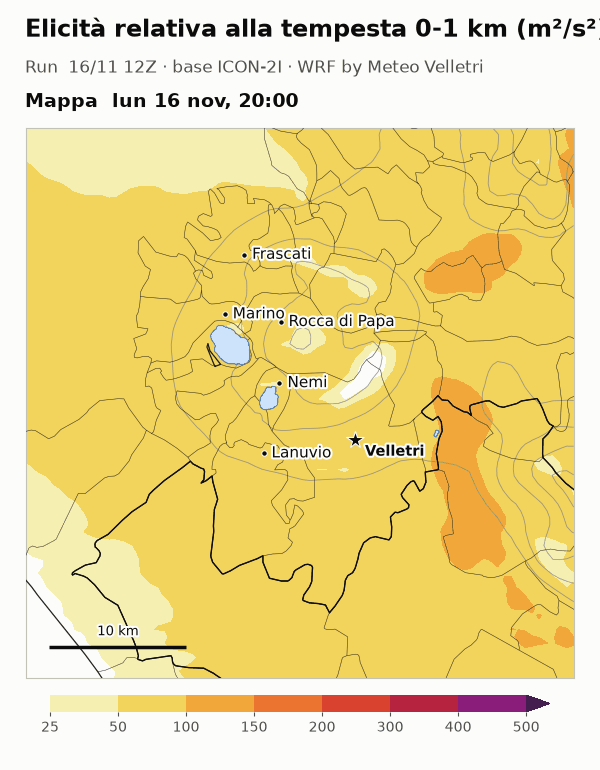 Elicità relativa alla tempesta 0-1 km (m²/s²)
Run  16/11 12Z · base ICON-2I · WRF by Meteo Velletri
Mappa  lun 16 nov, 20:00
Frascati
Marino
Rocca di Papa
Nemi
Velletri
Lanuvio
10 km
25 50 100 150 200 300 400 500